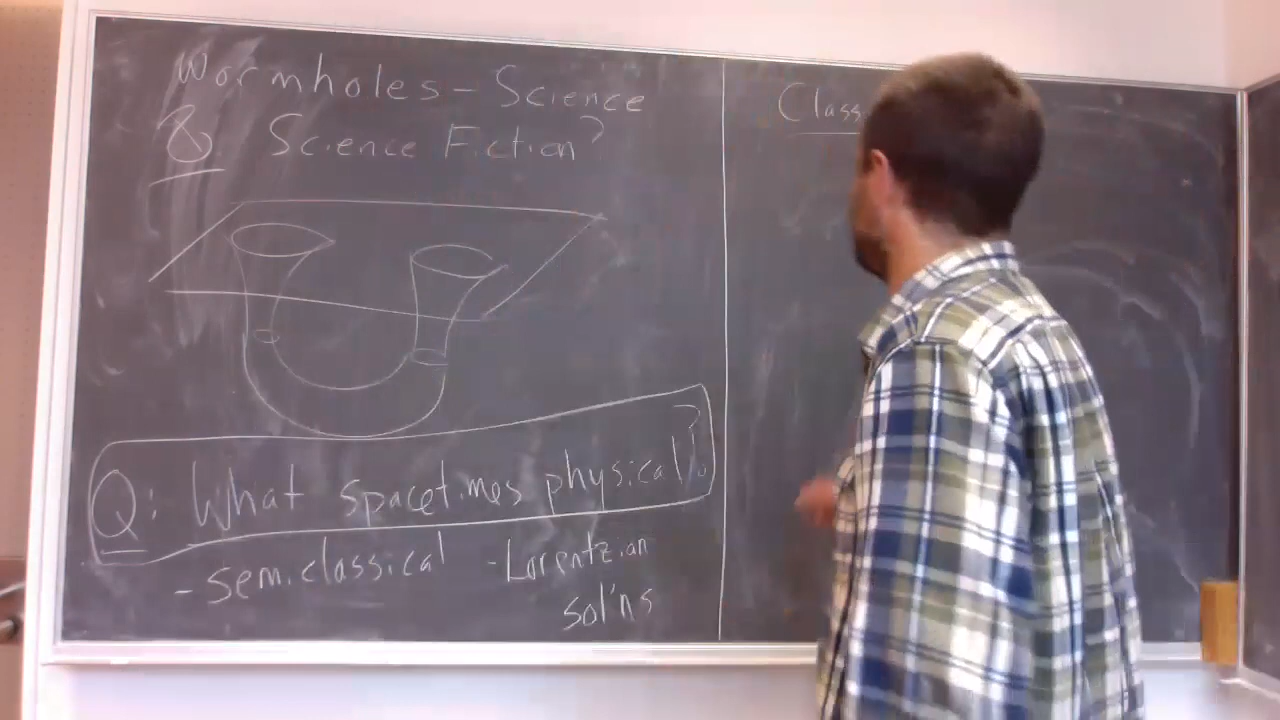 Wormholes - Science
& Science Fiction?
Q: What spacetimes physical?
- semiclassical - Lorentzian
sol'ns
Class